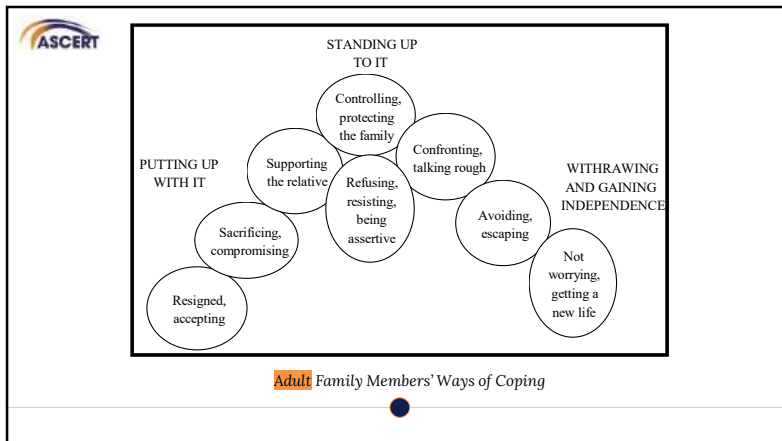 ASCERT
STANDING UP
TO IT
Controlling,
protecting
the family
Supporting
the relative
Confronting,
talking rough
PUTTING UP
WITH IT
Refusing,
resisting,
being
assertive
WITHRAWING
AND GAINING
INDEPENDENCE
Sacrificing,
compromising
Avoiding,
escaping
Resigned,
accepting
Not
worrying,
getting a
new life
Adult Family Members' Ways of Coping